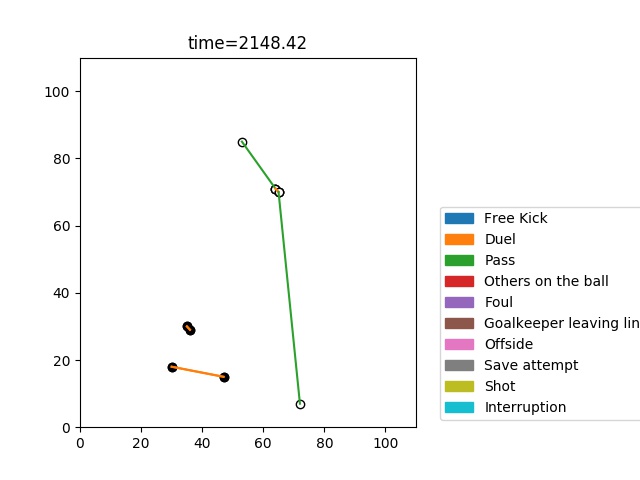 time=2148.42
100
80
60
40
20
0
0 20 40 60 80 100
Free Kick
Duel
Pass
Others on the ball
Foul
Goalkeeper leaving lin
Offside
Save attempt
Shot
Interruption